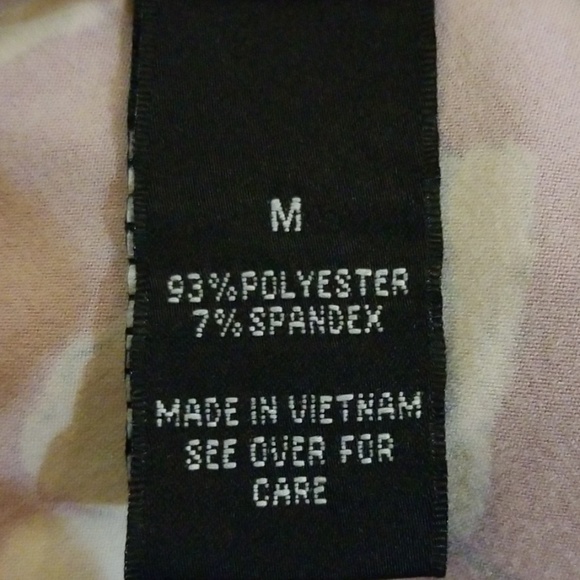 M
93% POLYESTER
7% SPANDEX
MADE IN VIETNAM
SEE OVER FOR
CARE